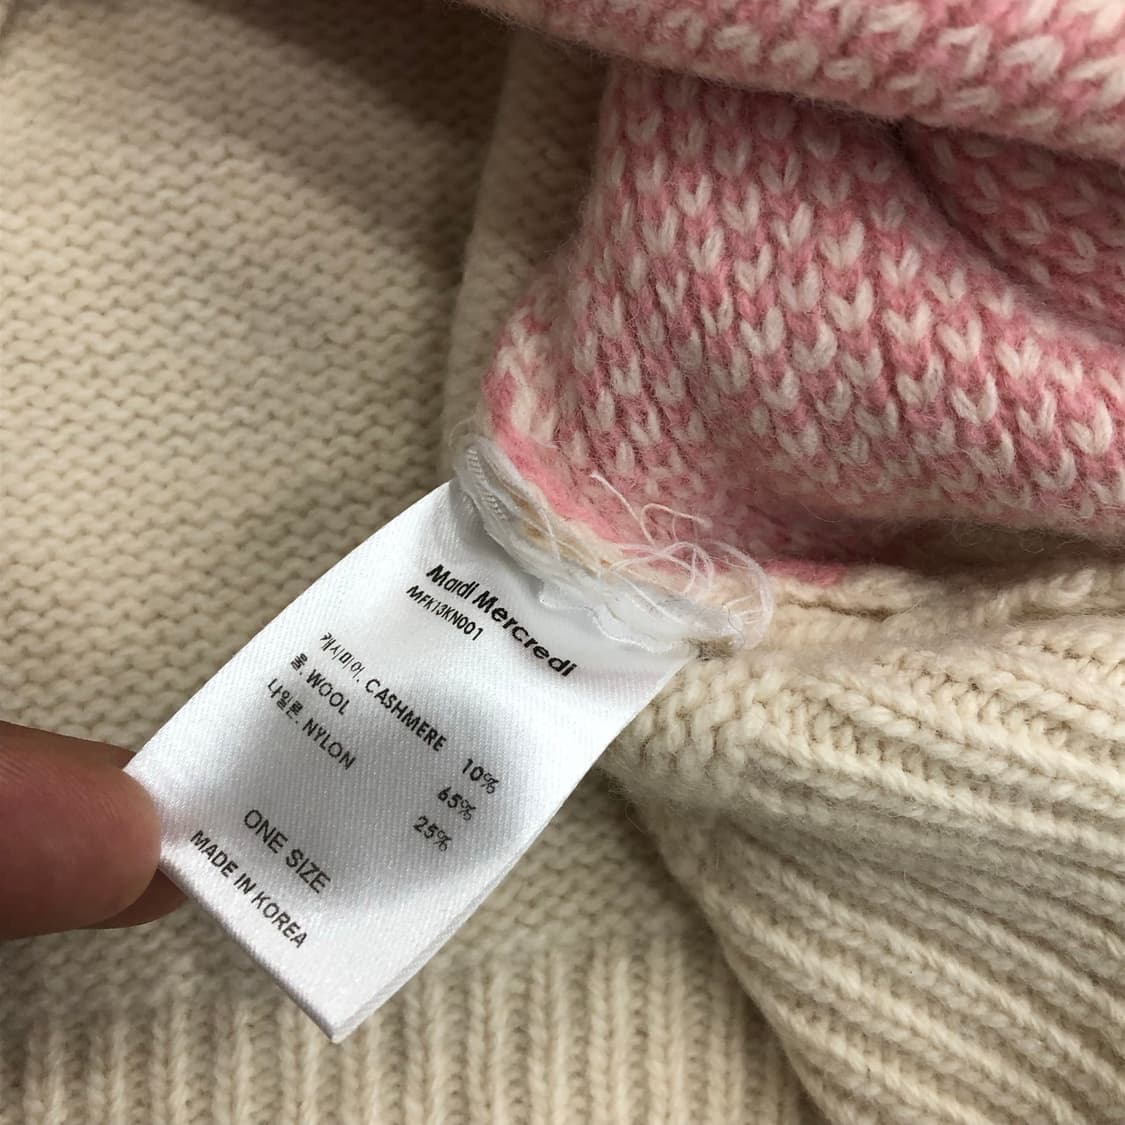 Mardi Mercredi
MFK13KN001
캐시미어. CASHMERE 10%
울. WOOL 65%
나일론. NYLON 25%
ONE SIZE
MADE IN KOREA